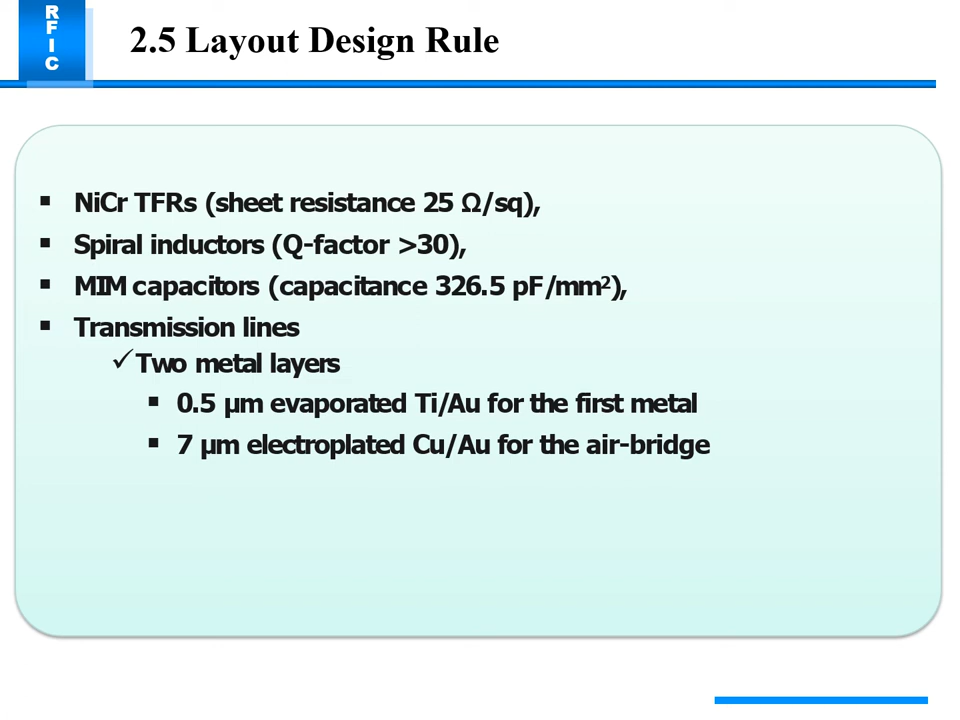 RFIC
2.5 Layout Design Rule
▪ NiCr TFRs (sheet resistance 25 Ω/sq),
▪ Spiral inductors (Q-factor >30),
▪ MIM capacitors (capacitance 326.5 pF/mm²),
▪ Transmission lines
✓ Two metal layers
▪ 0.5 µm evaporated Ti/Au for the first metal
▪ 7 µm electroplated Cu/Au for the air-bridge